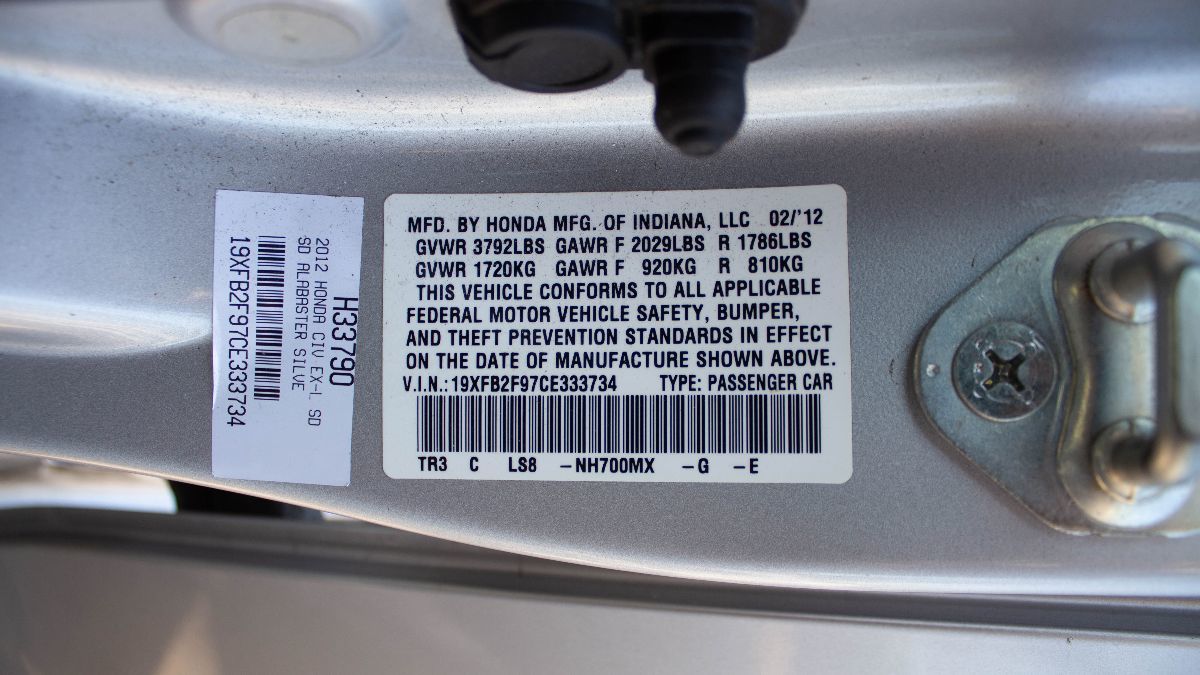 H33790
2012 HONDA CIV EX-L SD
SD ALABASTER SILVE
19XFB2F97CE333734
MFD. BY HONDA MFG. OF INDIANA, LLC 02/'12
GVWR 3792LBS GAWR F 2029LBS R 1786LBS
GVWR 1720KG GAWR F 920KG R 810KG
THIS VEHICLE CONFORMS TO ALL APPLICABLE
FEDERAL MOTOR VEHICLE SAFETY, BUMPER,
AND THEFT PREVENTION STANDARDS IN EFFECT
ON THE DATE OF MANUFACTURE SHOWN ABOVE.
V.I.N.: 19XFB2F97CE333734 TYPE: PASSENGER CAR
TR3 C LS8 -NH700MX -G -E